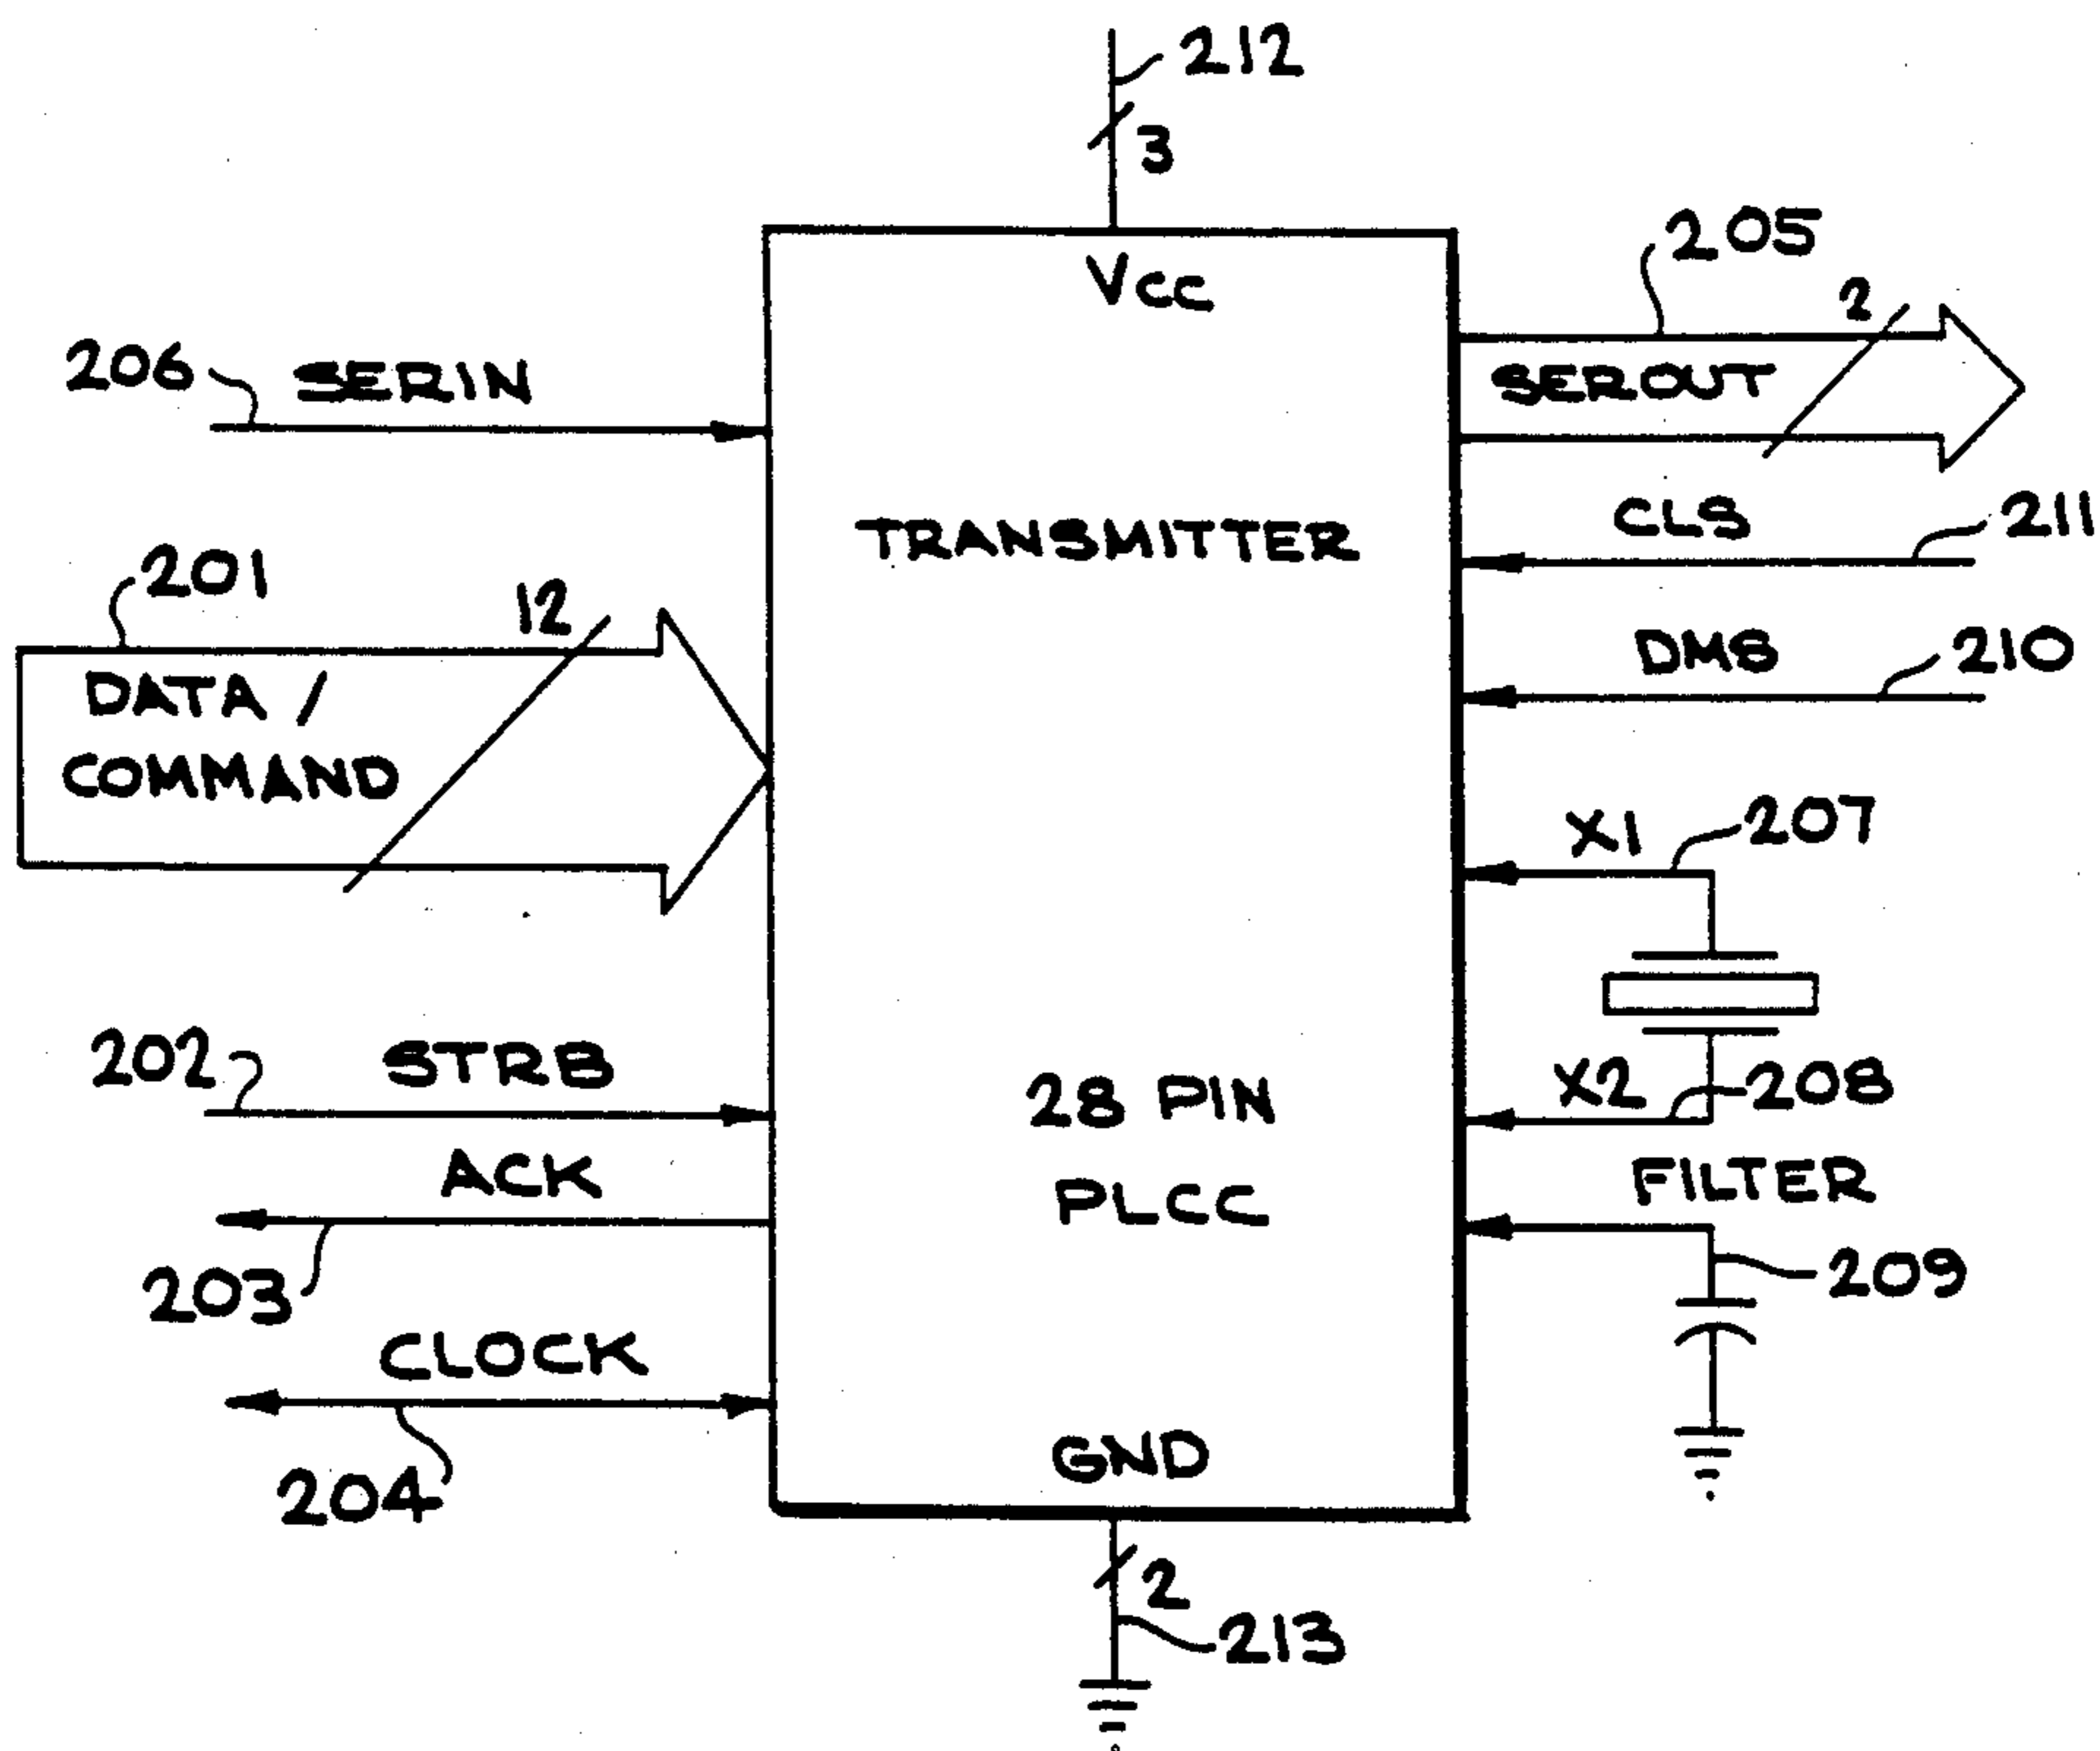 212
3
VCC
205
2
SEROUT
206
SERIN
CLS
211
TRANSMITTER
201
12
DATA /
COMMAND
DMS
210
X1
207
202
STRB
28 PIN
PLCC
X2
208
ACK
203
FILTER
209
CLOCK
204
GND
2
213